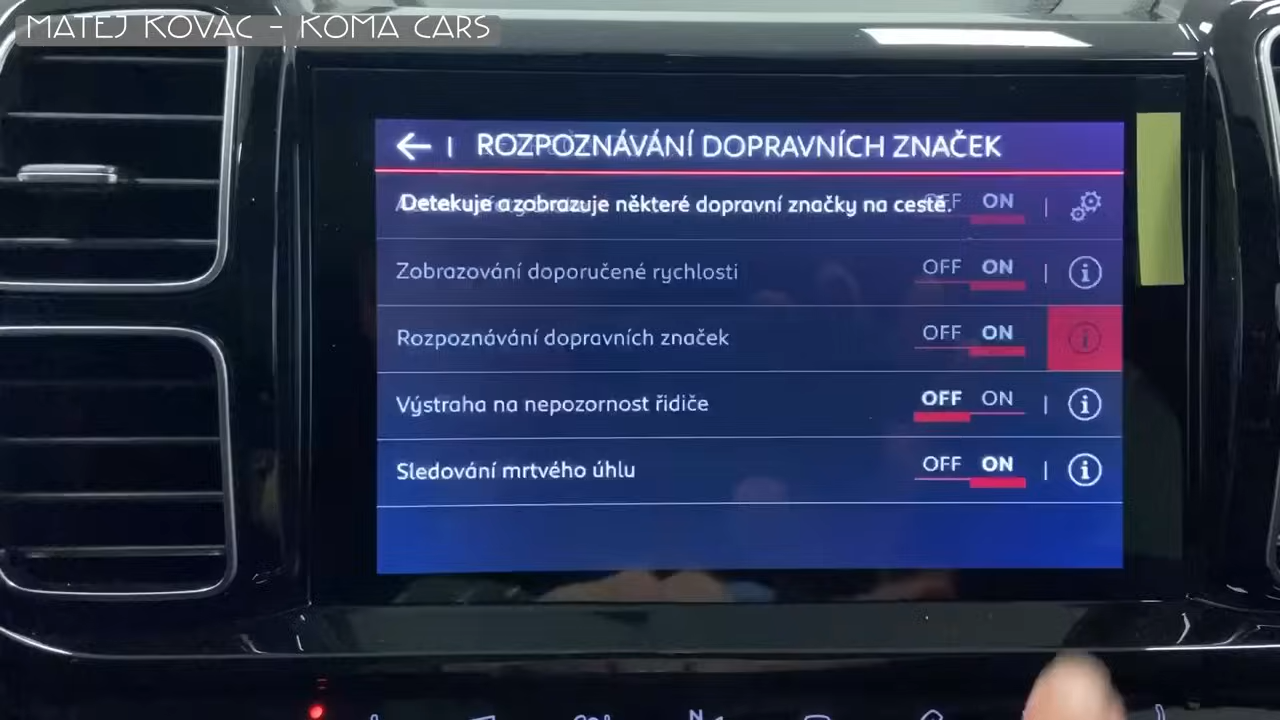 MATEJ KOVAC - KOMA CARS
ROZPOZNÁVÁNÍ DOPRAVNÍCH ZNAČEK
Detekuje a zobrazuje některé dopravní značky na cestě.
OFF ON
Zobrazování doporučené rychlosti OFF ON
Rozpoznávání dopravních značek OFF ON
Výstraha na nepozornost řidiče OFF ON
Sledování mrtvého úhlu OFF ON